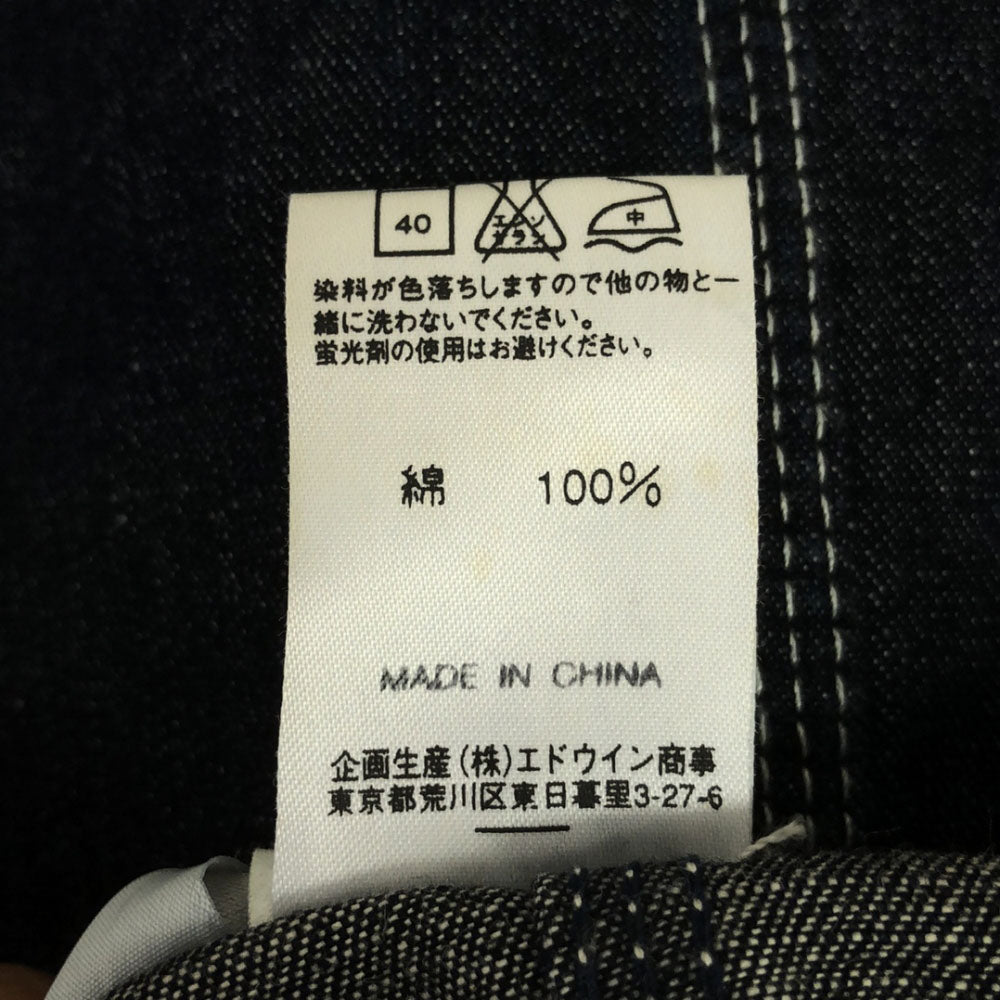 40
エンソ
サラシ
中
染料が色落ちしますので他の物と一
緒に洗わないでください。
蛍光剤の使用はお避けください。
綿 100%
MADE IN CHINA
企画生産(株)エドウイン商事
東京都荒川区東日暮里3-27-6